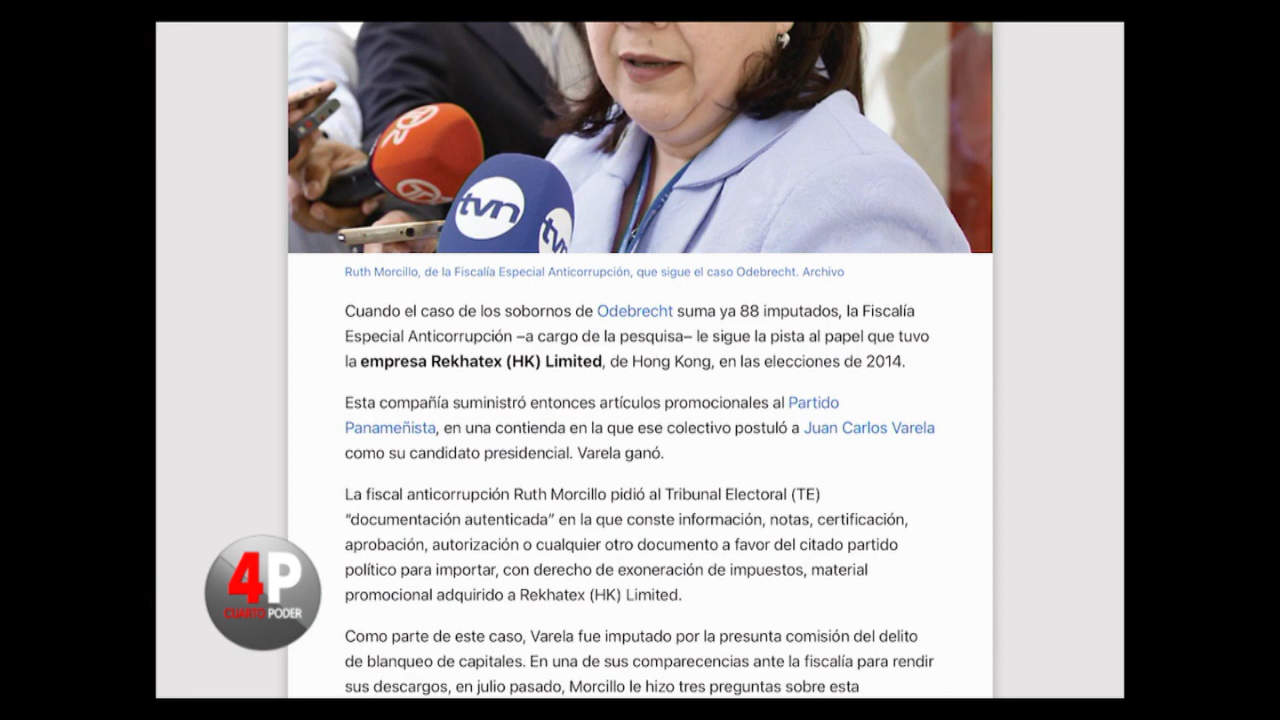 tvn
tvn
Ruth Morcillo, de la Fiscalía Especial Anticorrupción, que sigue el caso Odebrecht. Archivo
Cuando el caso de los sobornos de Odebrecht suma ya 88 imputados, la Fiscalía
Especial Anticorrupción –a cargo de la pesquisa– le sigue la pista al papel que tuvo
la empresa Rekhatex (HK) Limited, de Hong Kong, en las elecciones de 2014.
Esta compañía suministró entonces artículos promocionales al Partido
Panameñista, en una contienda en la que ese colectivo postuló a Juan Carlos Varela
como su candidato presidencial. Varela ganó.
La fiscal anticorrupción Ruth Morcillo pidió al Tribunal Electoral (TE)
“documentación autenticada” en la que conste información, notas, certificación,
aprobación, autorización o cualquier otro documento a favor del citado partido
político para importar, con derecho de exoneración de impuestos, material
promocional adquirido a Rekhatex (HK) Limited.
4P
CUARTO PODER
Como parte de este caso, Varela fue imputado por la presunta comisión del delito
de blanqueo de capitales. En una de sus comparecencias ante la fiscalía para rendir
sus descargos, en julio pasado, Morcillo le hizo tres preguntas sobre esta